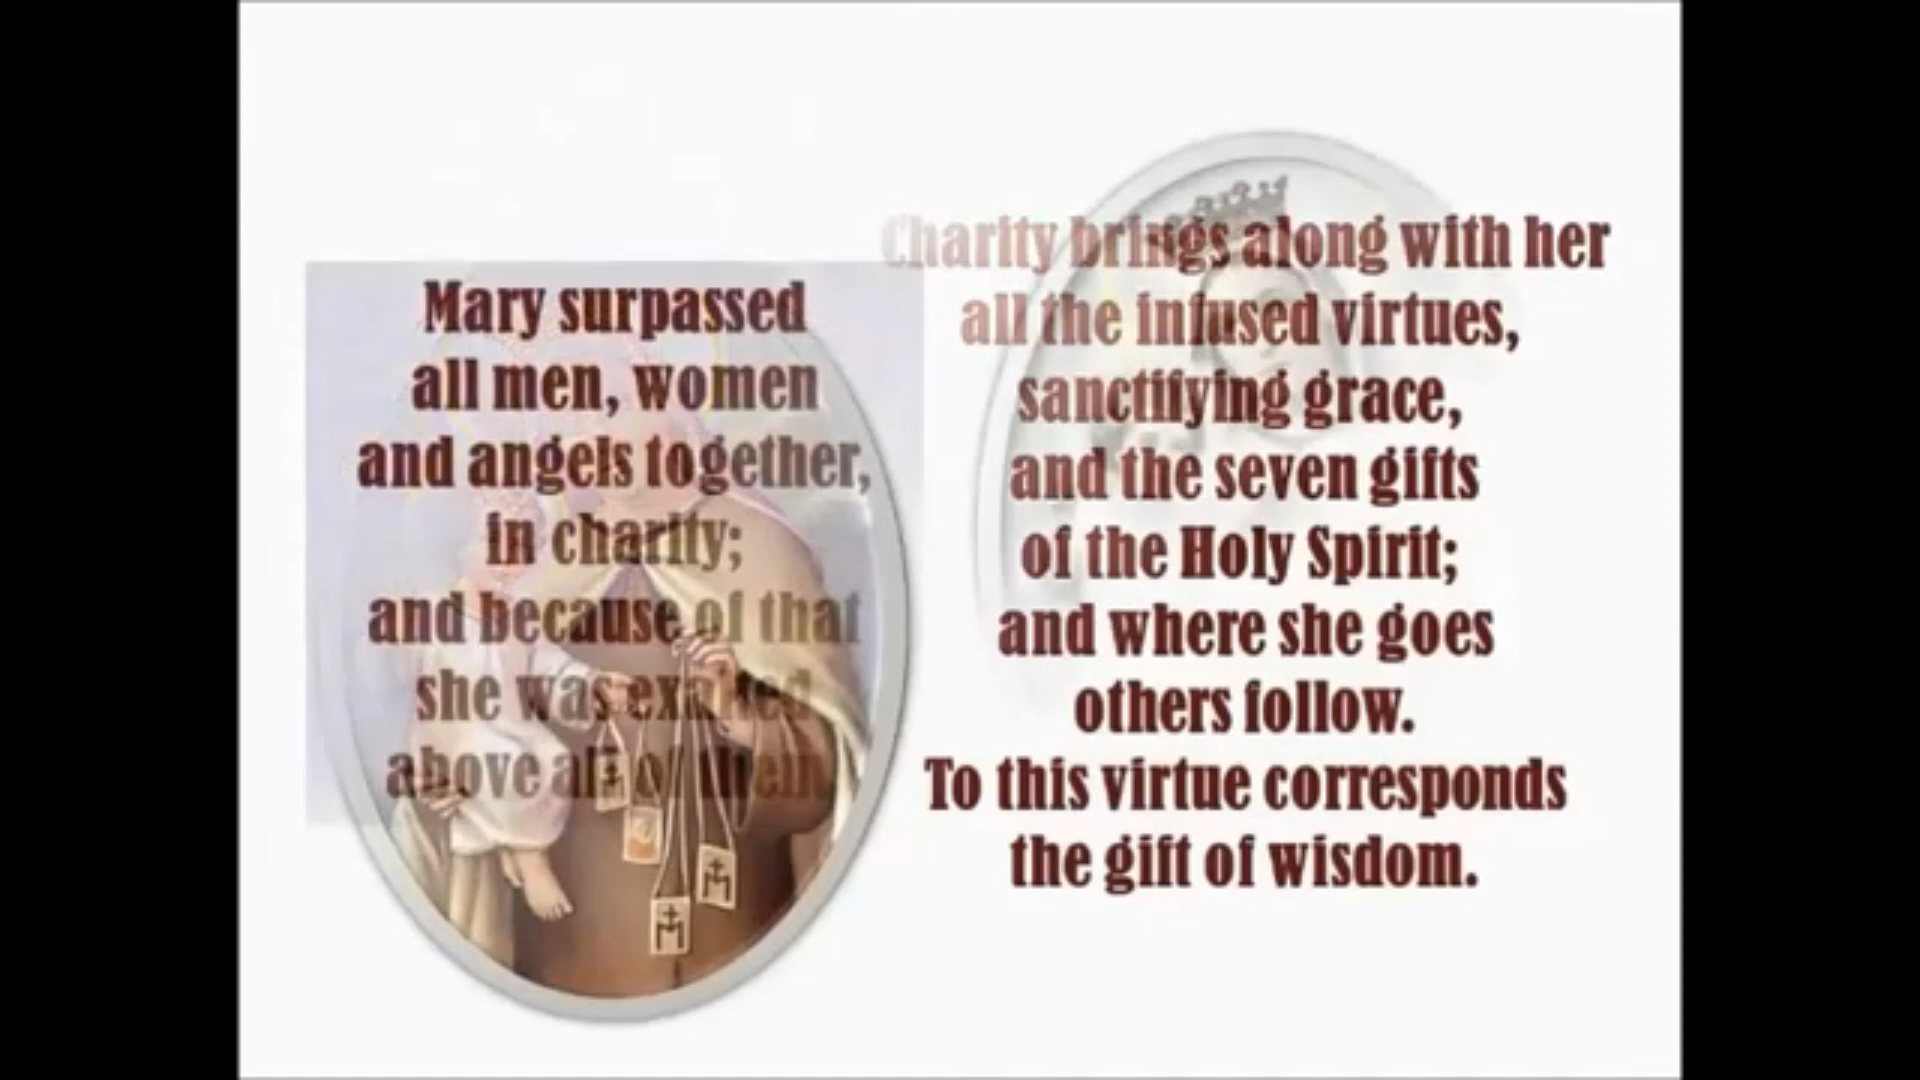 Mary surpassed
all men, women
and angels together,
in charity;
and because of that
she was exalted
above all of them
Charity brings along with her
all the infused virtues,
sanctifying grace,
and the seven gifts
of the Holy Spirit;
and where she goes
others follow.
To this virtue corresponds
the gift of wisdom.